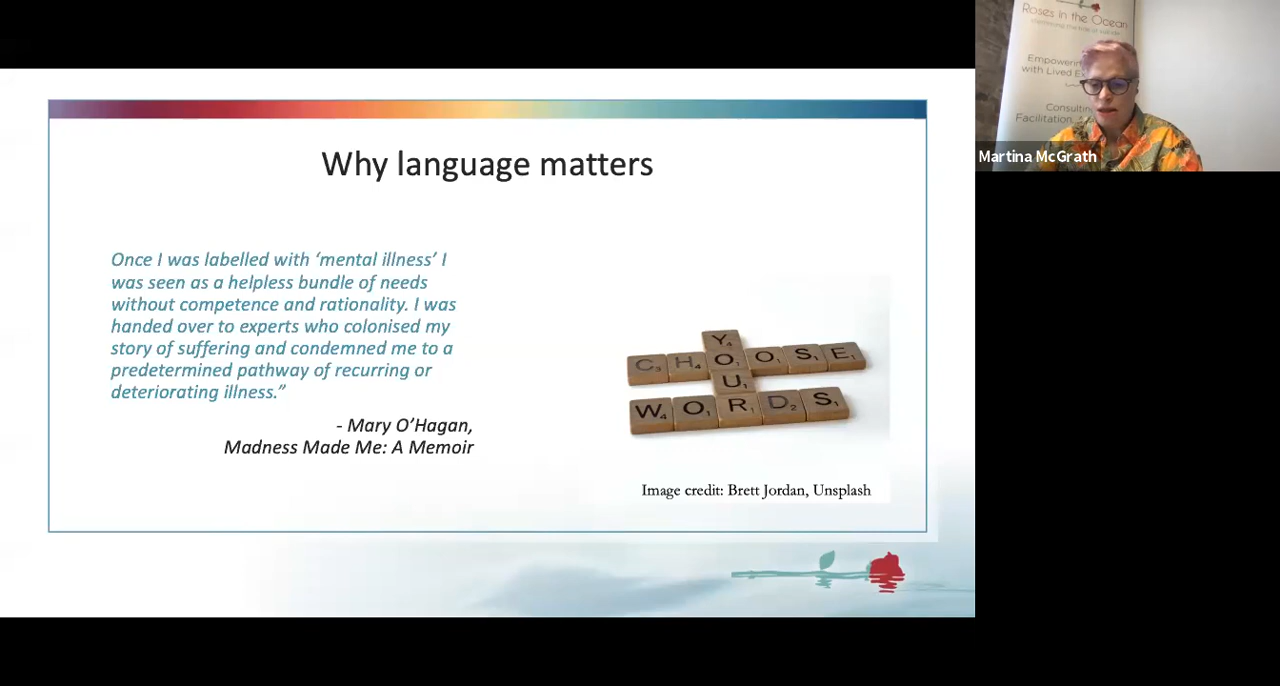 Why language matters
Once I was labelled with ‘mental illness’ I
was seen as a helpless bundle of needs
without competence and rationality. I was
handed over to experts who colonised my
story of suffering and condemned me to a
predetermined pathway of recurring or
deteriorating illness.”
- Mary O’Hagan,
Madness Made Me: A Memoir
YOUR
CHOOSE
WORDS
Image credit: Brett Jordan, Unsplash
Roses in the Ocean
Empowering
with Lived
Facilitation
Martina McGrath